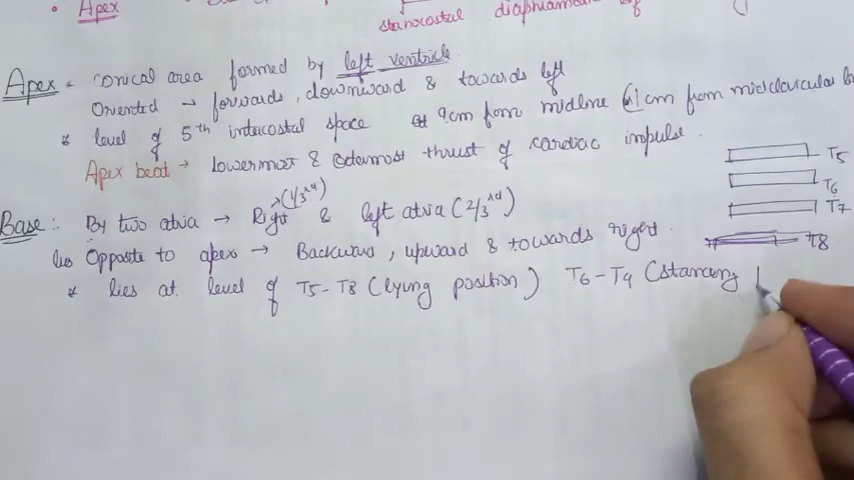 • Apex
stanocostal diaphiam
Apex = conical area formed by left ventricle.
Oriented → forwards, downward & towards left
* level of 5th intercostal space at 9cm from midline (1cm from midclavicular
Apex beat → lowermost & outermost thrust of cardiac impulse.
Base :- By two atria → Right (1/3rd) & left atria (2/3rd)
lies Opposite to apex → Backwards, upward & towards right.
* lies at level of T5-T8 (lying position) T6-T9 (standing
T5
T6
T7
T8